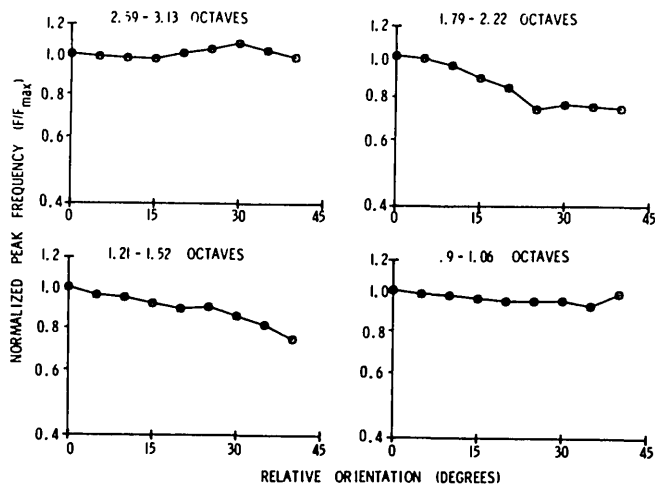 2.59 - 3.13 OCTAVES
1.2
1.0
0.8
0.6
0.4
0 15 30 45
1.79 - 2.22 OCTAVES
1.2
1.0
0.8
0.6
0.4
0 15 30 45
1.21 - 1.52 OCTAVES
1.2
1.0
0.8
0.6
0.4
0 15 30 45
.9 - 1.06 OCTAVES
1.2
1.0
0.8
0.6
0.4
0 15 30 45
NORMALIZED PEAK FREQUENCY (F/Fmax)
RELATIVE ORIENTATION (DEGREES)